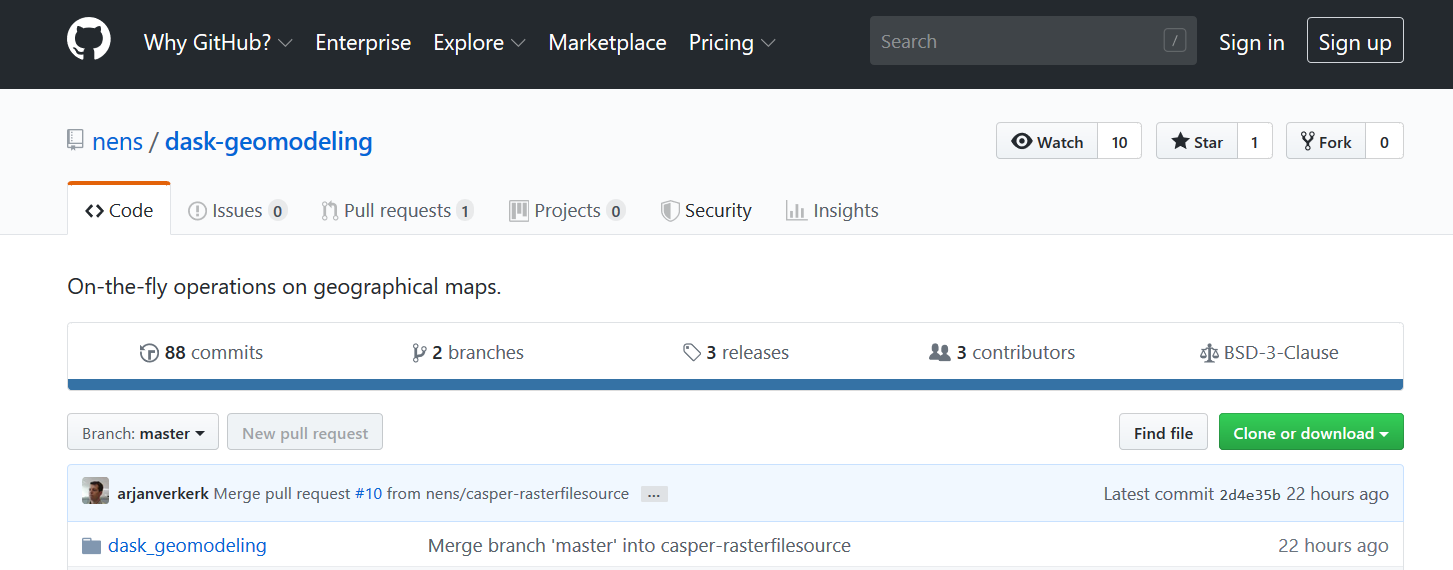 Why GitHub? Enterprise Explore Marketplace Pricing Search / Sign in Sign up
nens / dask-geomodeling Watch 10 Star 1 Fork 0
Code Issues 0 Pull requests 1 Projects 0 Security Insights
On-the-fly operations on geographical maps.
88 commits 2 branches 3 releases 3 contributors BSD-3-Clause
Branch: master New pull request Find file Clone or download
arjanverkerk Merge pull request #10 from nens/casper-rasterfilesource ... Latest commit 2d4e35b 22 hours ago
dask_geomodeling Merge branch 'master' into casper-rasterfilesource 22 hours ago